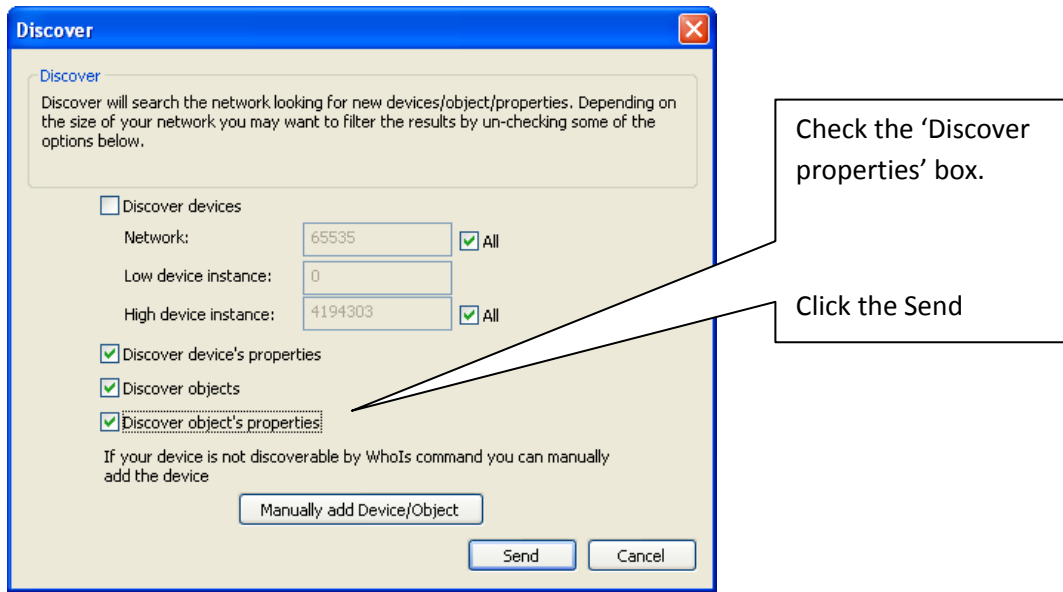 Discover
Discover
Discover will search the network looking for new devices/object/properties. Depending on
the size of your network you may want to filter the results by un-checking some of the
options below.
Discover devices
Network: 65535 All
Low device instance: 0
High device instance: 4194303 All
Discover device's properties
Discover objects
Discover object's properties
If your device is not discoverable by WhoIs command you can manually
add the device
Manually add Device/Object
Send Cancel
Check the ‘Discover
properties’ box.
Click the Send